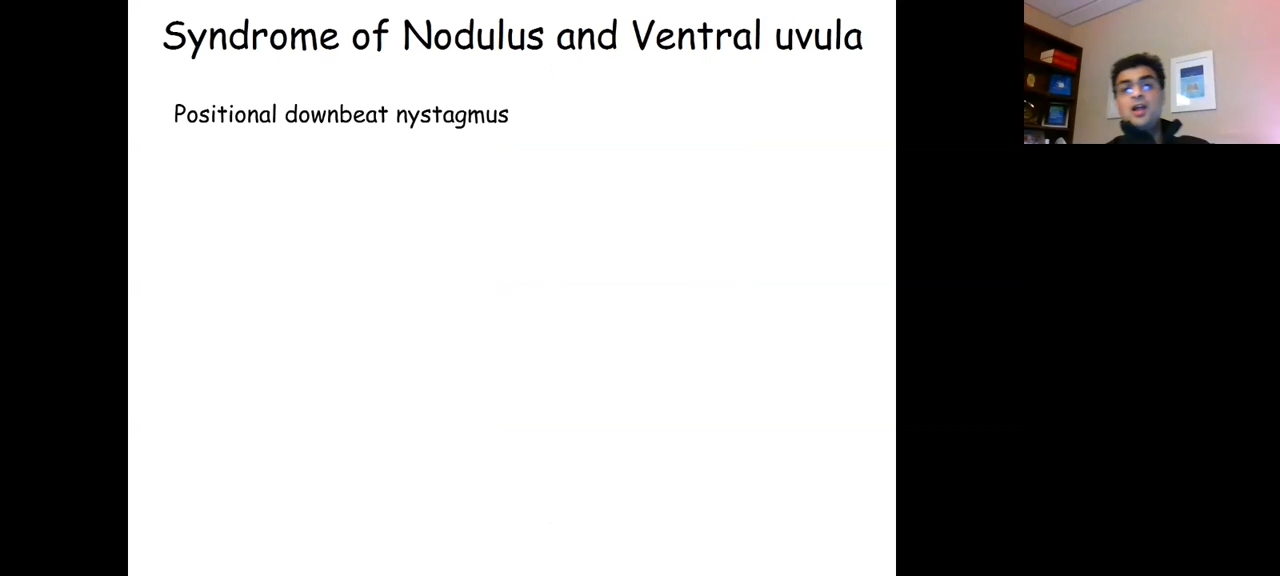 Syndrome of Nodulus and Ventral uvula
Positional downbeat nystagmus